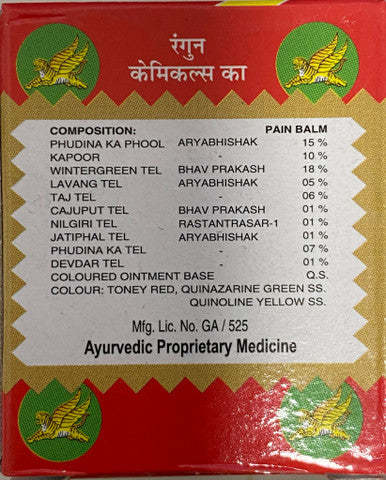 रंगुन
केमिकल्स का
COMPOSITION: PAIN BALM
PHUDINA KA PHOOL ARYABHISHAK 15 %
KAPOOR - 10 %
WINTERGREEN TEL BHAV PRAKASH 18 %
LAVANG TEL ARYABHISHAK 05 %
TAJ TEL - 06 %
CAJUPUT TEL BHAV PRAKASH 01 %
NILGIRI TEL RASTANTRASAR-1 01 %
JATIPHAL TEL ARYABHISHAK 01 %
PHUDINA KA TEL - 07 %
DEVDAR TEL - 01 %
COLOURED OINTMENT BASE Q.S.
COLOUR: TONEY RED, QUINAZARINE GREEN SS.
QUINOLINE YELLOW SS.
Mfg. Lic. No. GA / 525
Ayurvedic Proprietary Medicine